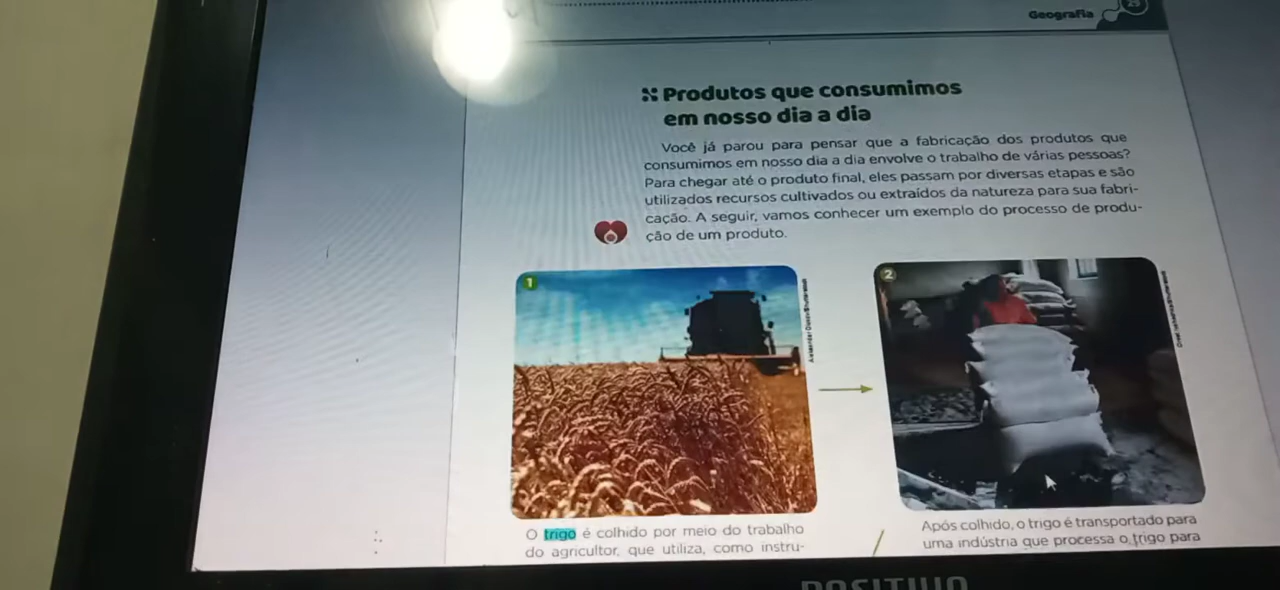 Geografia
25
Produtos que consumimos
em nosso dia a dia
Você já parou para pensar que a fabricação dos produtos que
consumimos em nosso dia a dia envolve o trabalho de várias pessoas?
Para chegar até o produto final, eles passam por diversas etapas e são
utilizados recursos cultivados ou extraídos da natureza para sua fabri-
cação. A seguir, vamos conhecer um exemplo do processo de produ-
ção de um produto.
1
2
O trigo é colhido por meio do trabalho
do agricultor, que utiliza, como instru-
Após colhido, o trigo é transportado para
uma indústria que processa o trigo para
POSITIVO